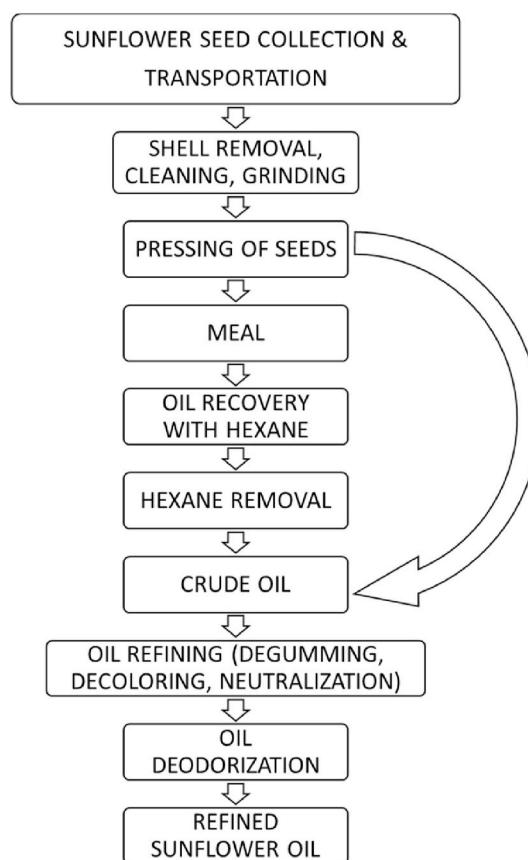 SUNFLOWER SEED COLLECTION &
TRANSPORTATION
SHELL REMOVAL,
CLEANING, GRINDING
PRESSING OF SEEDS
MEAL
OIL RECOVERY
WITH HEXANE
HEXANE REMOVAL
CRUDE OIL
OIL REFINING (DEGUMMING,
DECOLORING, NEUTRALIZATION)
OIL
DEODORIZATION
REFINED
SUNFLOWER OIL